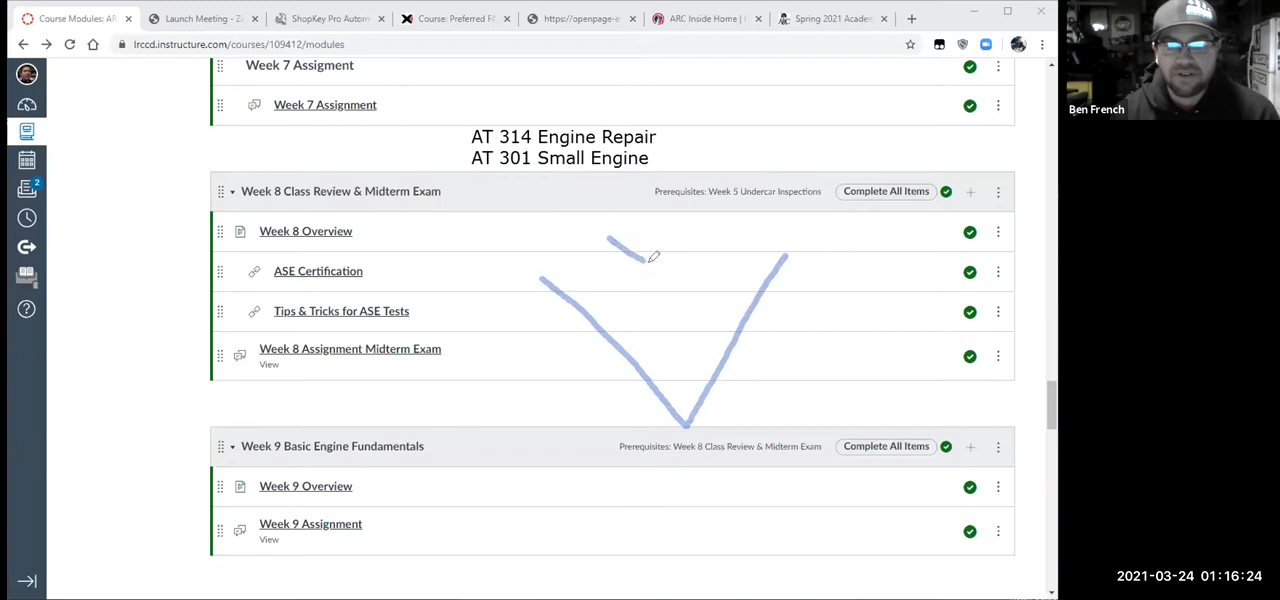 Course Modules: AR
Launch Meeting - Z
ShopKey Pro Autom
Course: Preferred FA
https://openpage-e
ARC Inside Home |
Spring 2021 Acade
lrccd.instructure.com/courses/109412/modules
Ben French
Week 7 Assigment
Week 7 Assignment
AT 314 Engine Repair
AT 301 Small Engine
2
Week 8 Class Review & Midterm Exam
Prerequisites: Week 5 Undercar Inspections
Complete All Items
Week 8 Overview
ASE Certification
Tips & Tricks for ASE Tests
Week 8 Assignment Midterm Exam
View
Week 9 Basic Engine Fundamentals
Prerequisites: Week 8 Class Review & Midterm Exam
Complete All Items
Week 9 Overview
Week 9 Assignment
View
2021-03-24 01:16:24